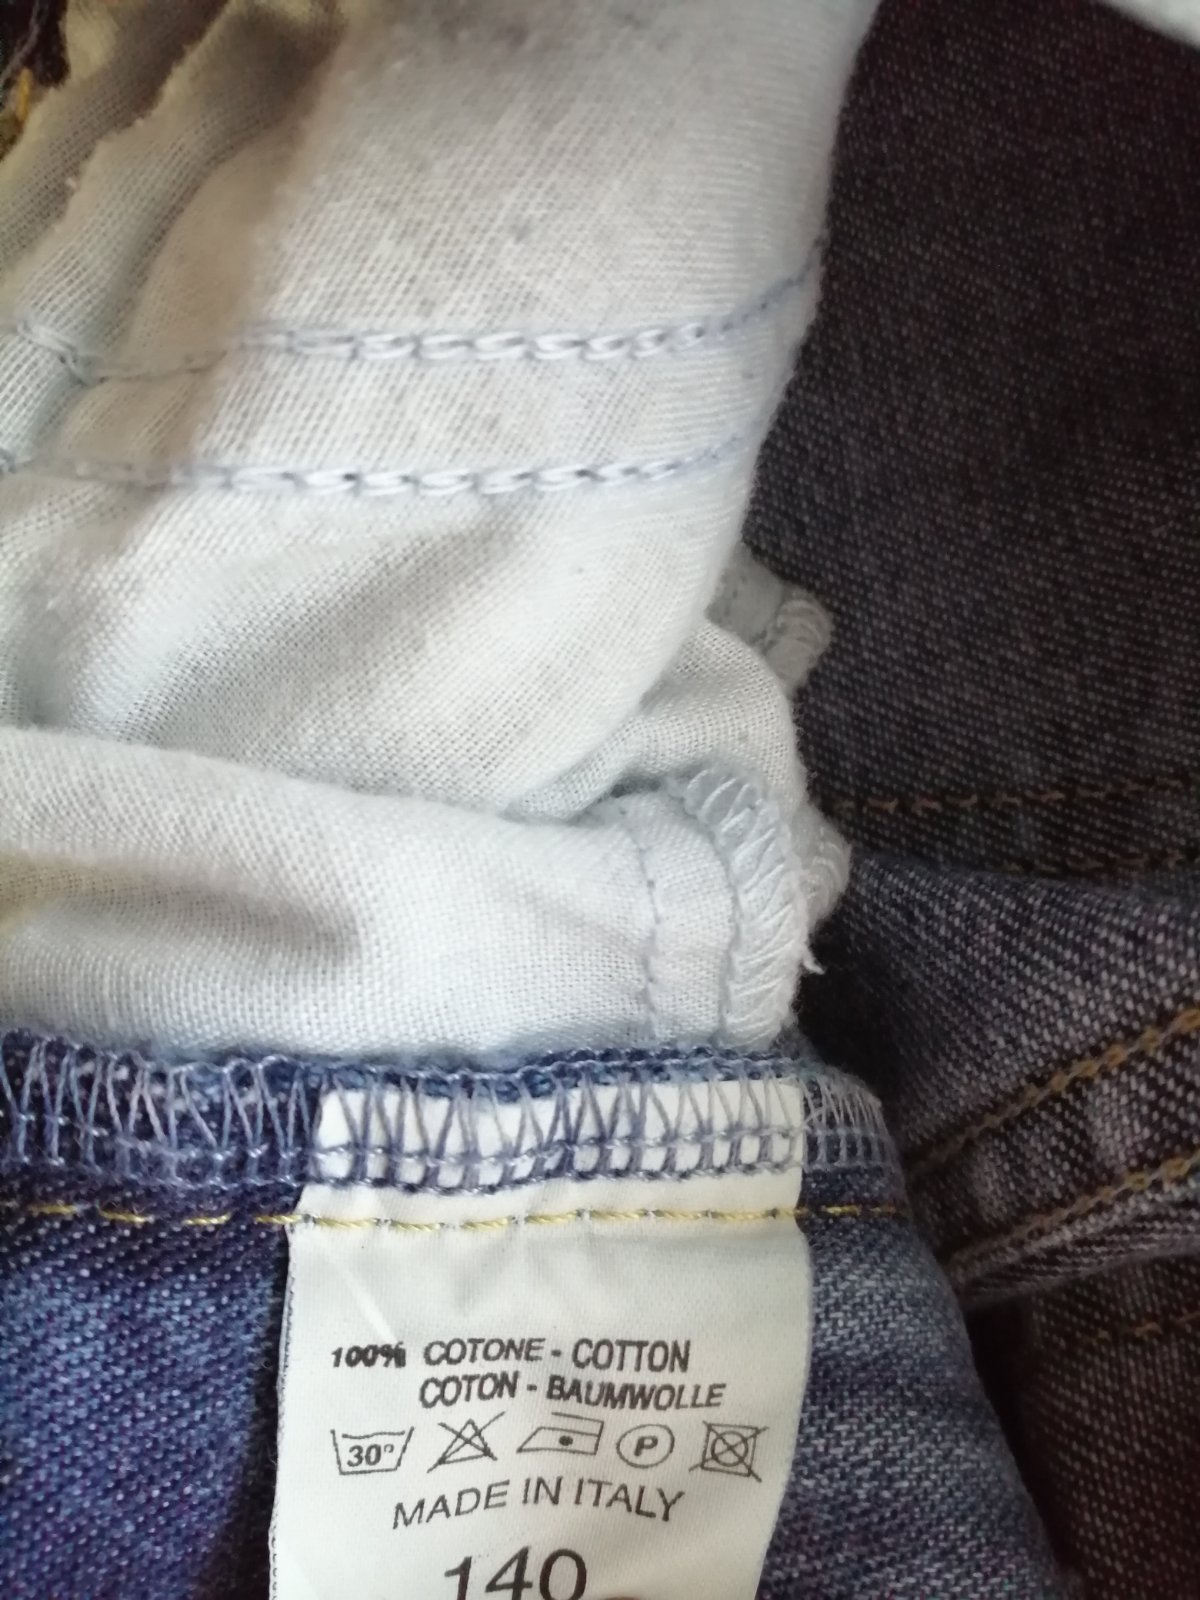 100% COTONE - COTTON
COTON - BAUMWOLLE
30° P
MADE IN ITALY
140